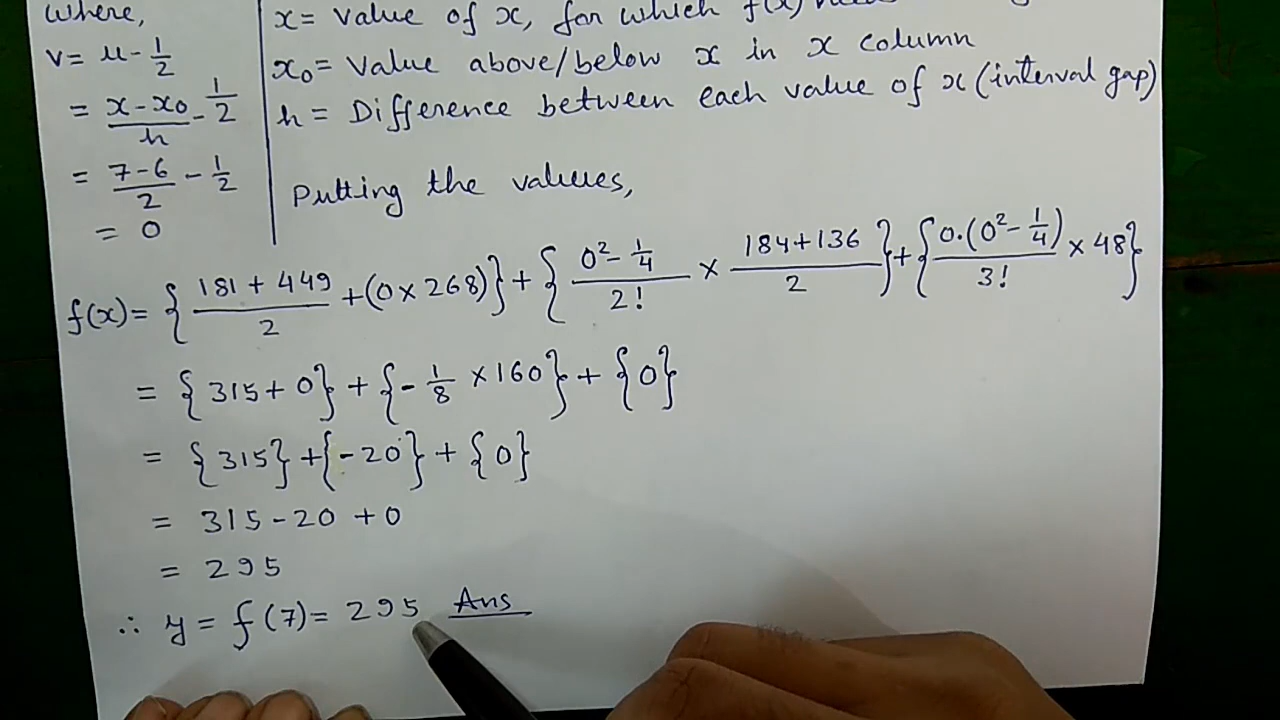 where,
v = u - 1/2
= (x - x₀)/h - 1/2
= (7-6)/2 - 1/2
= 0
x = value of x, for which f(x)
x₀ = value above/below x in x column
h = Difference between each value of x (interval gap)
Putting the values,
f(x) = {(181 + 449)/2 + (0 × 268)} + {(0² - 1/4)/2! × (184+136)/2} + {0.(0² - 1/4)/3! × 48}
= {315 + 0} + {- 1/8 × 160} + {0}
= {315} + {-20} + {0}
= 315 - 20 + 0
= 295
∴ y = f(7) = 295 Ans